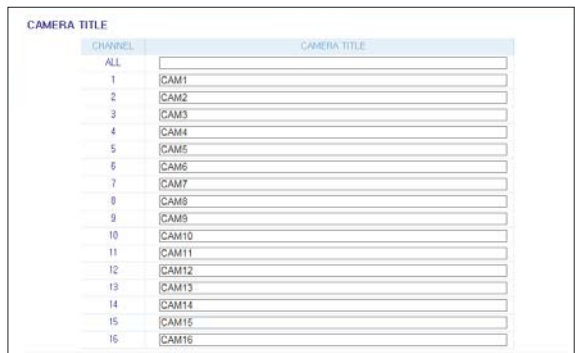 CAMERA TITLE
CHANNEL CAMERA TITLE
ALL
1 CAM1
2 CAM2
3 CAM3
4 CAM4
5 CAM5
6 CAM6
7 CAM7
8 CAM8
9 CAM9
10 CAM10
11 CAM11
12 CAM12
13 CAM13
14 CAM14
15 CAM15
16 CAM16